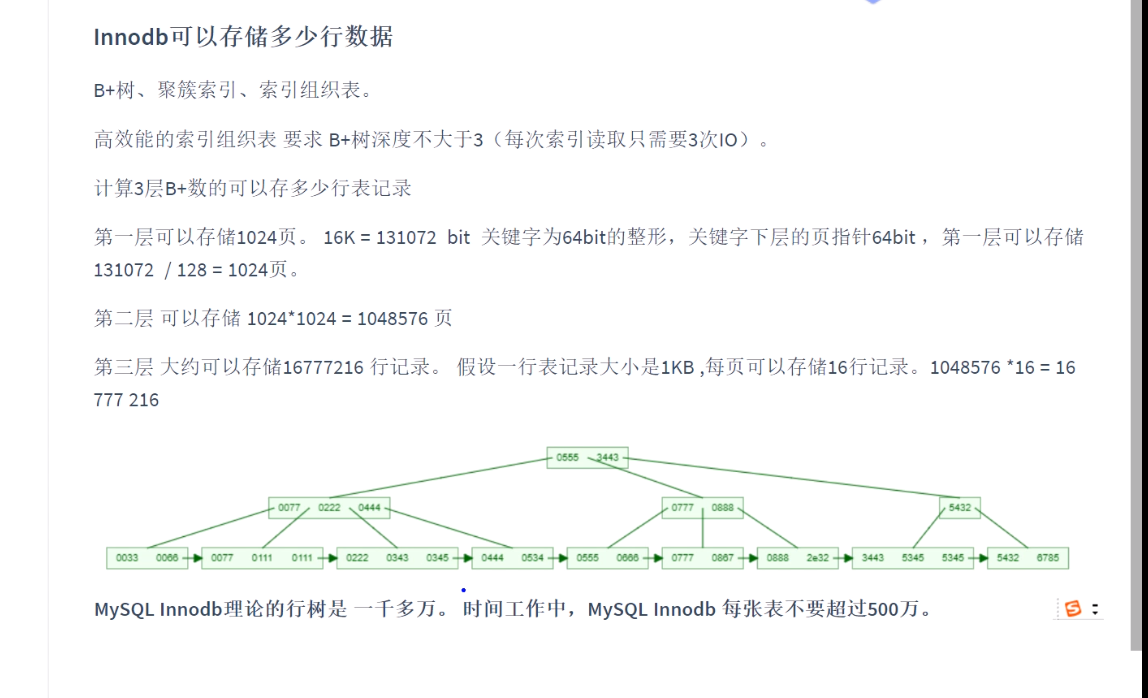 Innodb可以存储多少行数据
B+树、聚簇索引、索引组织表。
高效能的索引组织表 要求 B+树深度不大于3（每次索引读取只需要3次IO）。
计算3层B+数的可以存多少行表记录
第一层可以存储1024页。 16K = 131072 bit 关键字为64bit的整形，关键字下层的页指针64bit ，第一层可以存储
131072 / 128 = 1024页。
第二层 可以存储 1024*1024 = 1048576 页
第三层 大约可以存储16777216 行记录。 假设一行表记录大小是1KB ,每页可以存储16行记录。1048576 *16 = 16
777 216
0555 3443
0077 0222 0444 0777 0888 5432
0033 0066 0077 0111 0111 0222 0343 0345 0444 0534 0555 0666 0777 0867 0888 2e32 3443 5345 5345 5432 6785
MySQL Innodb理论的行树是 一千多万。 时间工作中，MySQL Innodb 每张表不要超过500万。